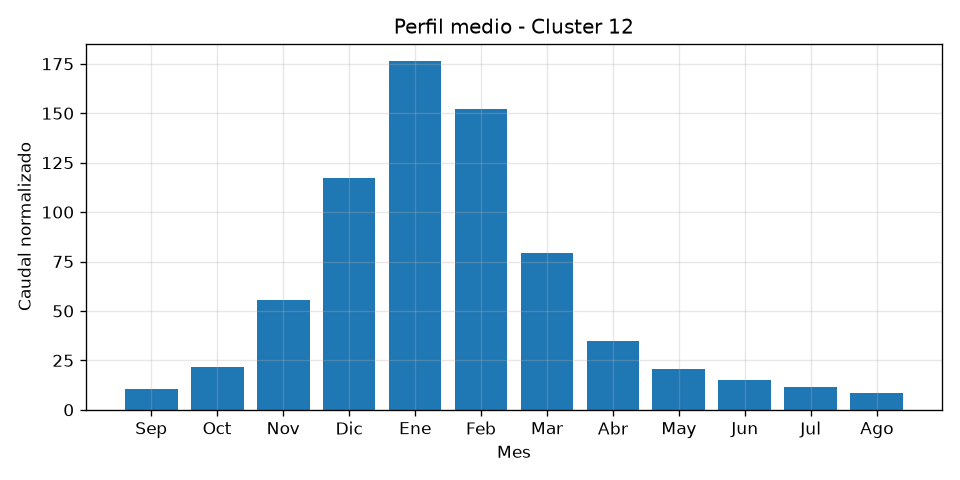 Perfil medio - Cluster 12
Caudal normalizado
175
150
125
100
75
50
25
0
Sep Oct Nov Dic Ene Feb Mar Abr May Jun Jul Ago
Mes